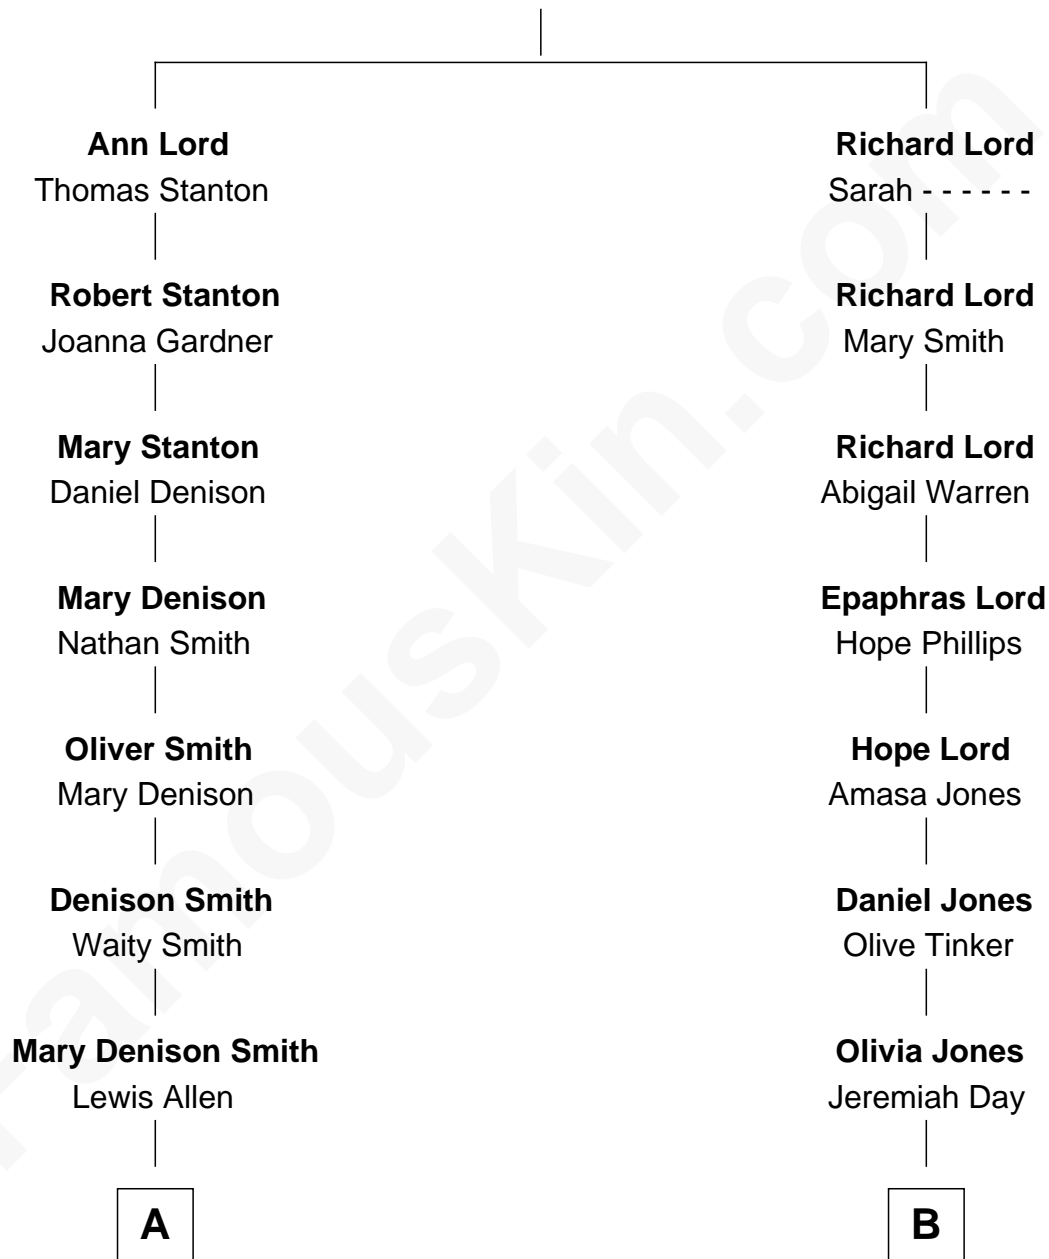 Ann Lord
Thomas Stanton
Richard Lord
Sarah - - - - - -
Robert Stanton
Joanna Gardner
Richard Lord
Mary Smith
Mary Stanton
Daniel Denison
Richard Lord
Abigail Warren
Mary Denison
Nathan Smith
Epaphras Lord
Hope Phillips
Oliver Smith
Mary Denison
Hope Lord
Amasa Jones
Denison Smith
Waity Smith
Daniel Jones
Olive Tinker
Mary Denison Smith
Lewis Allen
Olivia Jones
Jeremiah Day
A
B
FamousKin.com